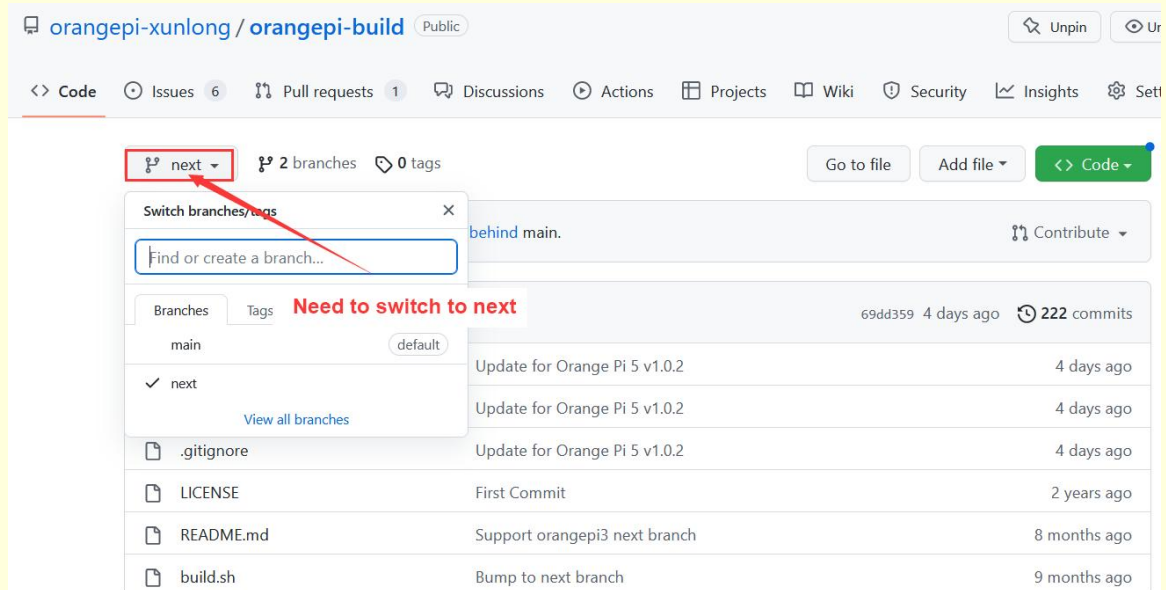 orangepi-xunlong / orangepi-build Public Unpin
Code Issues 6 Pull requests 1 Discussions Actions Projects Wiki Security Insights
next 2 branches 0 tags Go to file Add file Code
Switch branches/tags
behind main. Contribute
Find or create a branch...
Branches Tags Need to switch to next
69dd359 4 days ago 222 commits
main default
Update for Orange Pi 5 v1.0.2 4 days ago
next
Update for Orange Pi 5 v1.0.2 4 days ago
View all branches
.gitignore Update for Orange Pi 5 v1.0.2 4 days ago
LICENSE First Commit 2 years ago
README.md Support orangepi3 next branch 8 months ago
build.sh Bump to next branch 9 months ago